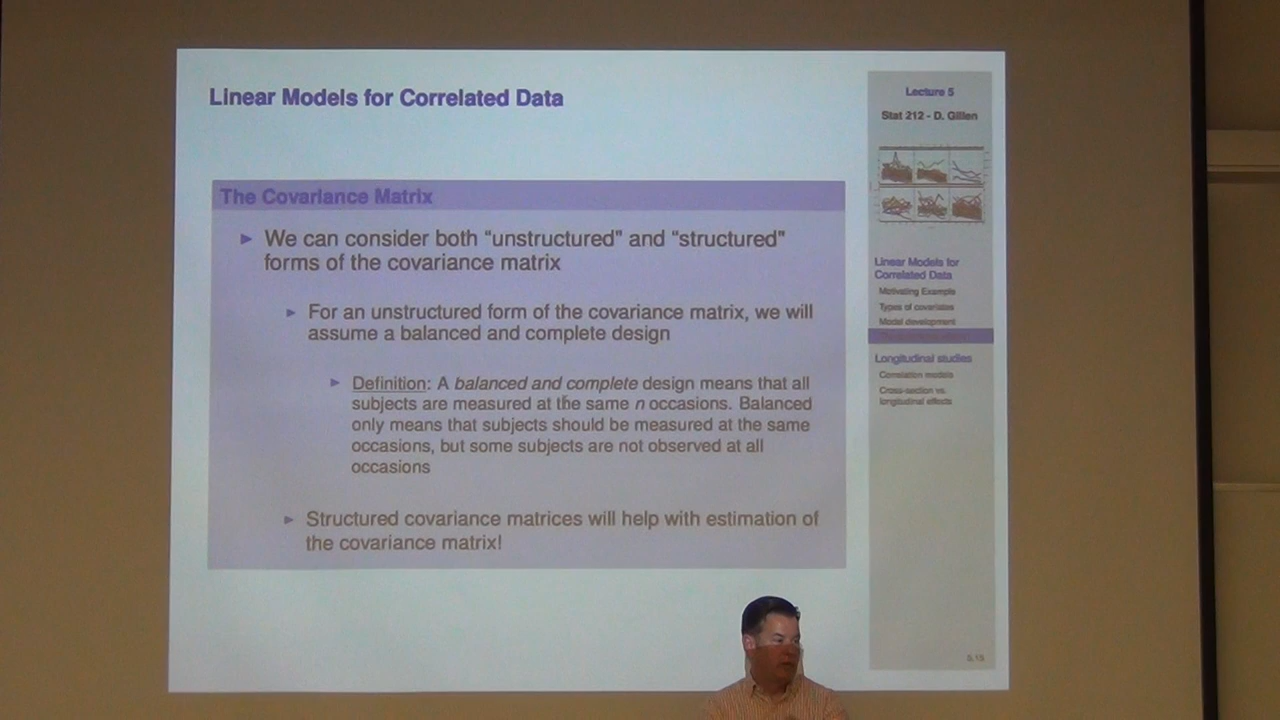 Linear Models for Correlated Data
The Covariance Matrix
We can consider both “unstructured” and “structured”
forms of the covariance matrix
For an unstructured form of the covariance matrix, we will
assume a balanced and complete design
Definition: A balanced and complete design means that all
subjects are measured at the same n occasions. Balanced
only means that subjects should be measured at the same
occasions, but some subjects are not observed at all
occasions
Structured covariance matrices will help with estimation of
the covariance matrix!
Lecture 5
Stat 212 - D. Gillen
Linear Models for
Correlated Data
Motivating Example
Types of covariates
Model development
Longitudinal studies
Correlation models
Cross-section vs.
longitudinal effects
5.15